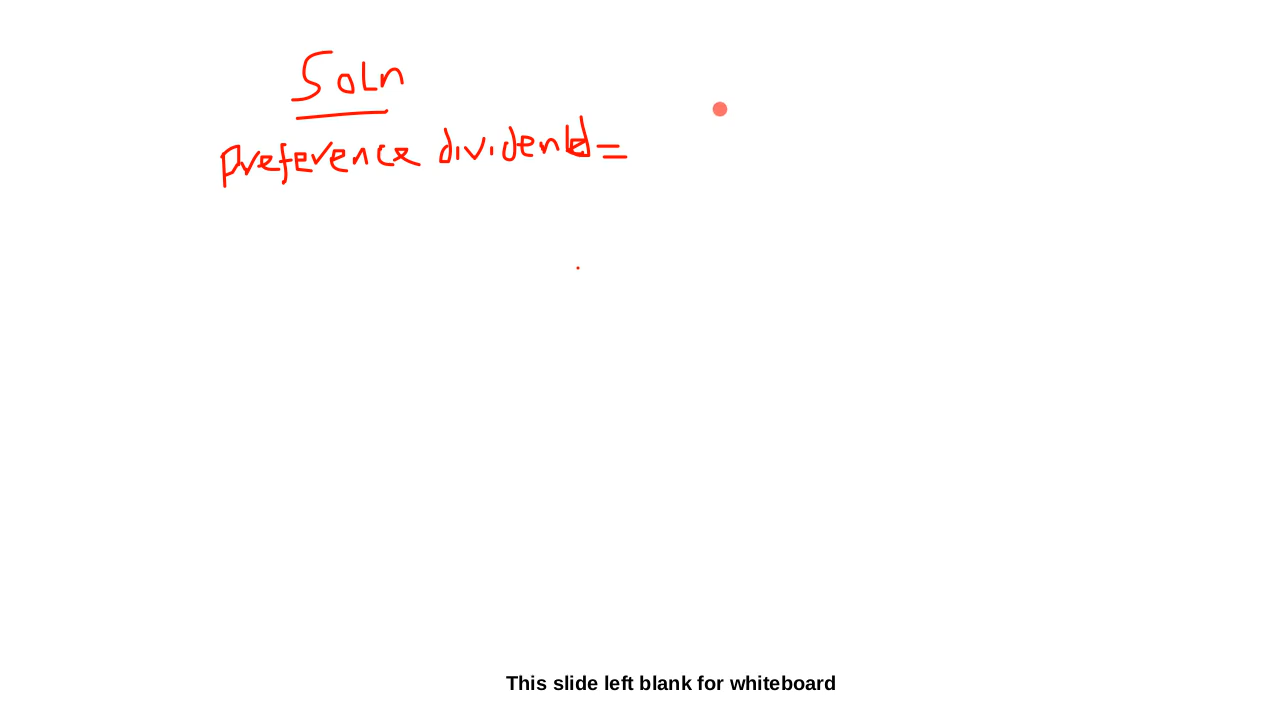 Soln
preference dividend =
This slide left blank for whiteboard